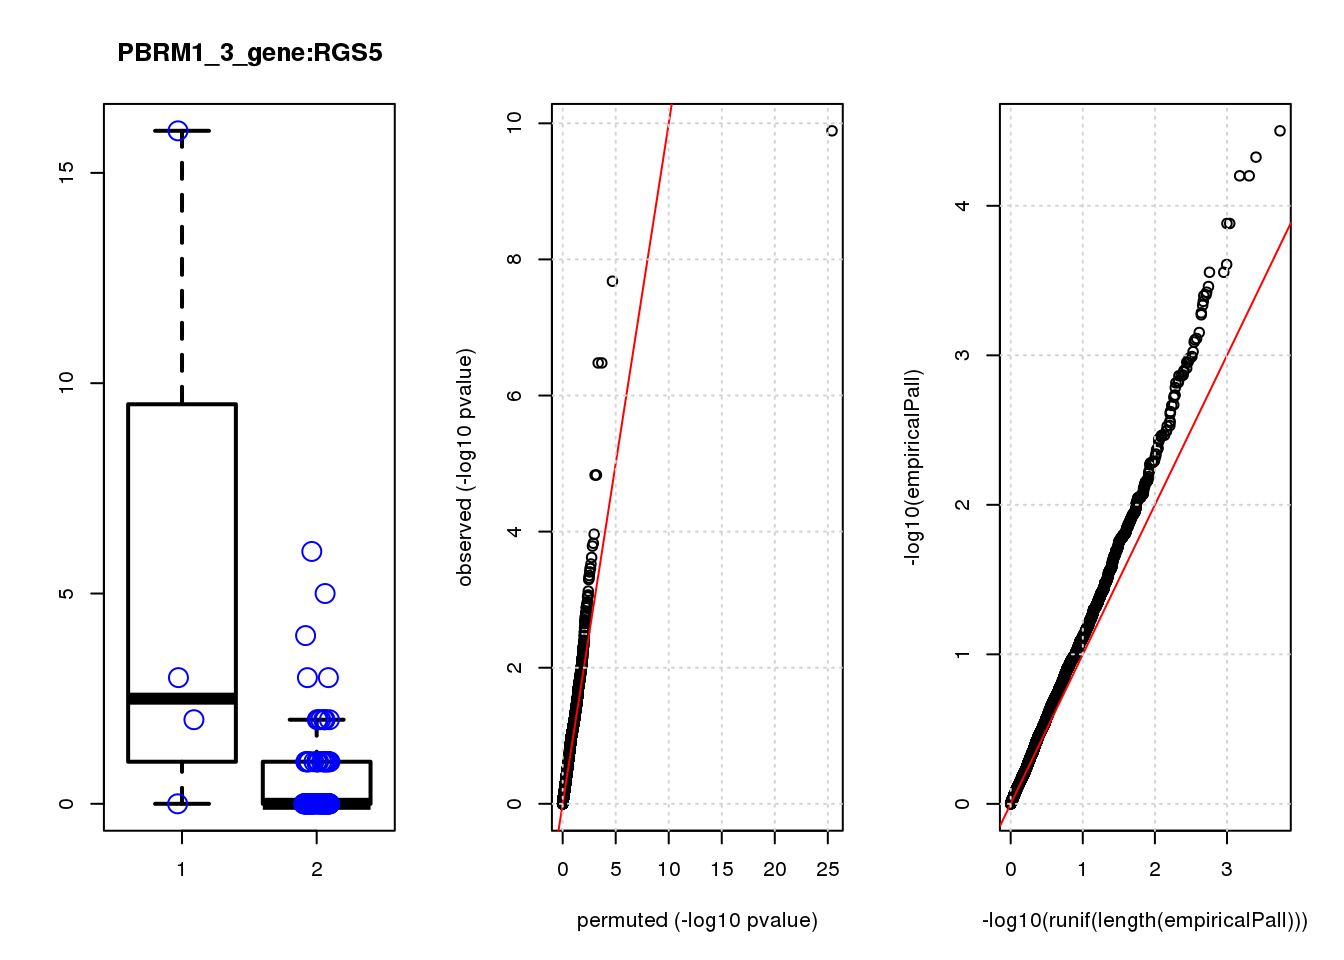 PBRM1_3_gene:RGS5
15
10
5
0
1 2
observed (-log10 pvalue)
10
8
6
4
2
0
0 5 10 15 20 25
permuted (-log10 pvalue)
-log10(empiricalPall)
4
3
2
1
0
0 1 2 3
-log10(runif(length(empiricalPall)))